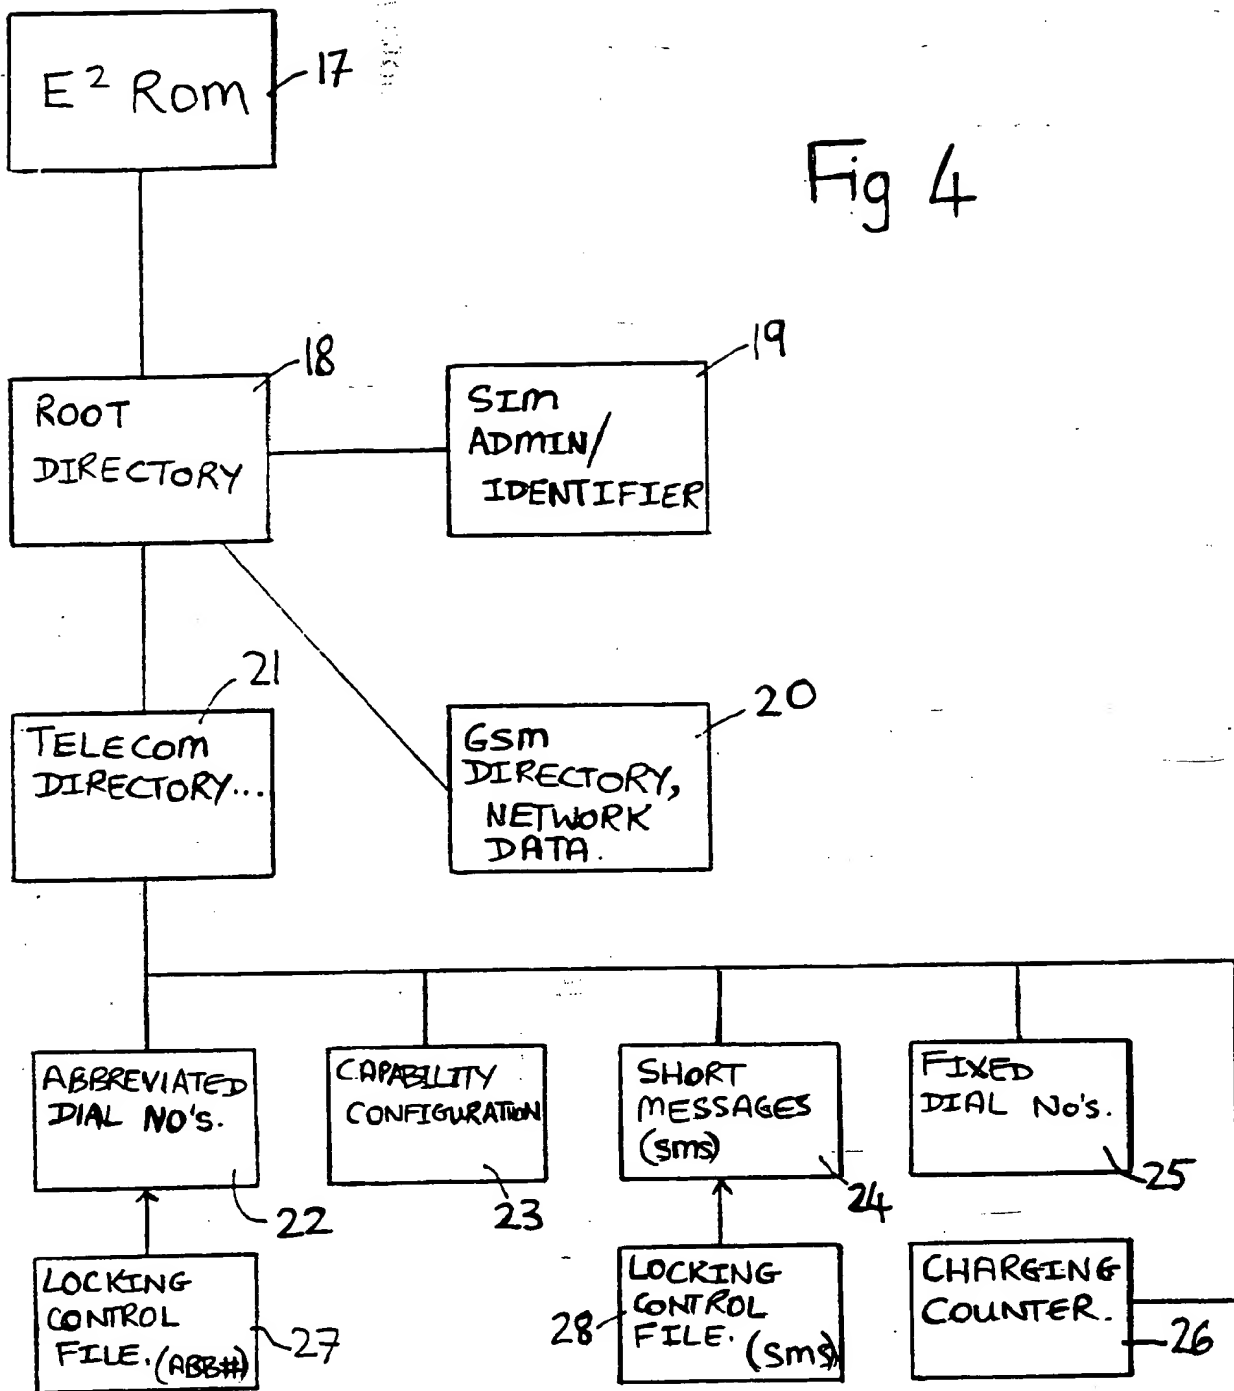 E² Rom
17
Fig 4
18
19
ROOT
DIRECTORY
SIM
ADMIN/
IDENTIFIER
21
20
TELECOM
DIRECTORY...
GSM
DIRECTORY,
NETWORK
DATA.
ABBREVIATED
DIAL NO's.
22
CAPABILITY
CONFIGURATION
23
SHORT
MESSAGES
(sms)
24
FIXED
DIAL No's.
25
LOCKING
CONTROL
FILE. (ABB#)
27
28
LOCKING
CONTROL
FILE. (sms)
CHARGING
COUNTER.
26